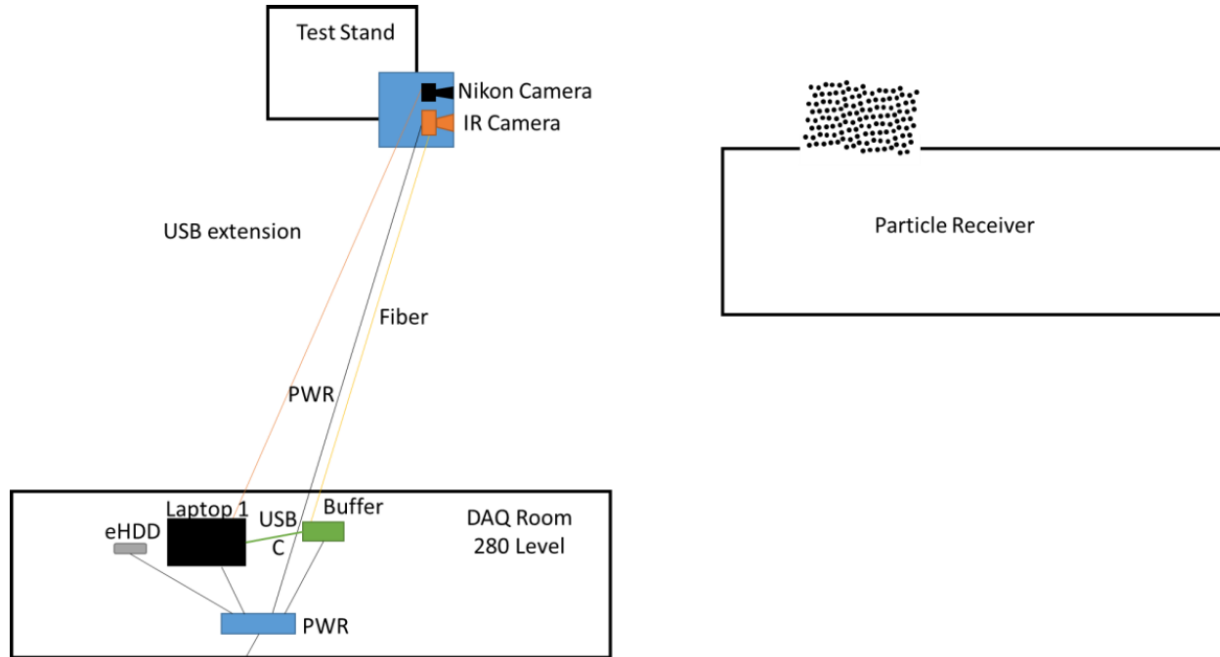 Test Stand
Nikon Camera
IR Camera
USB extension
Particle Receiver
Fiber
PWR
Laptop 1
USB
C
Buffer
eHDD
DAQ Room
280 Level
PWR